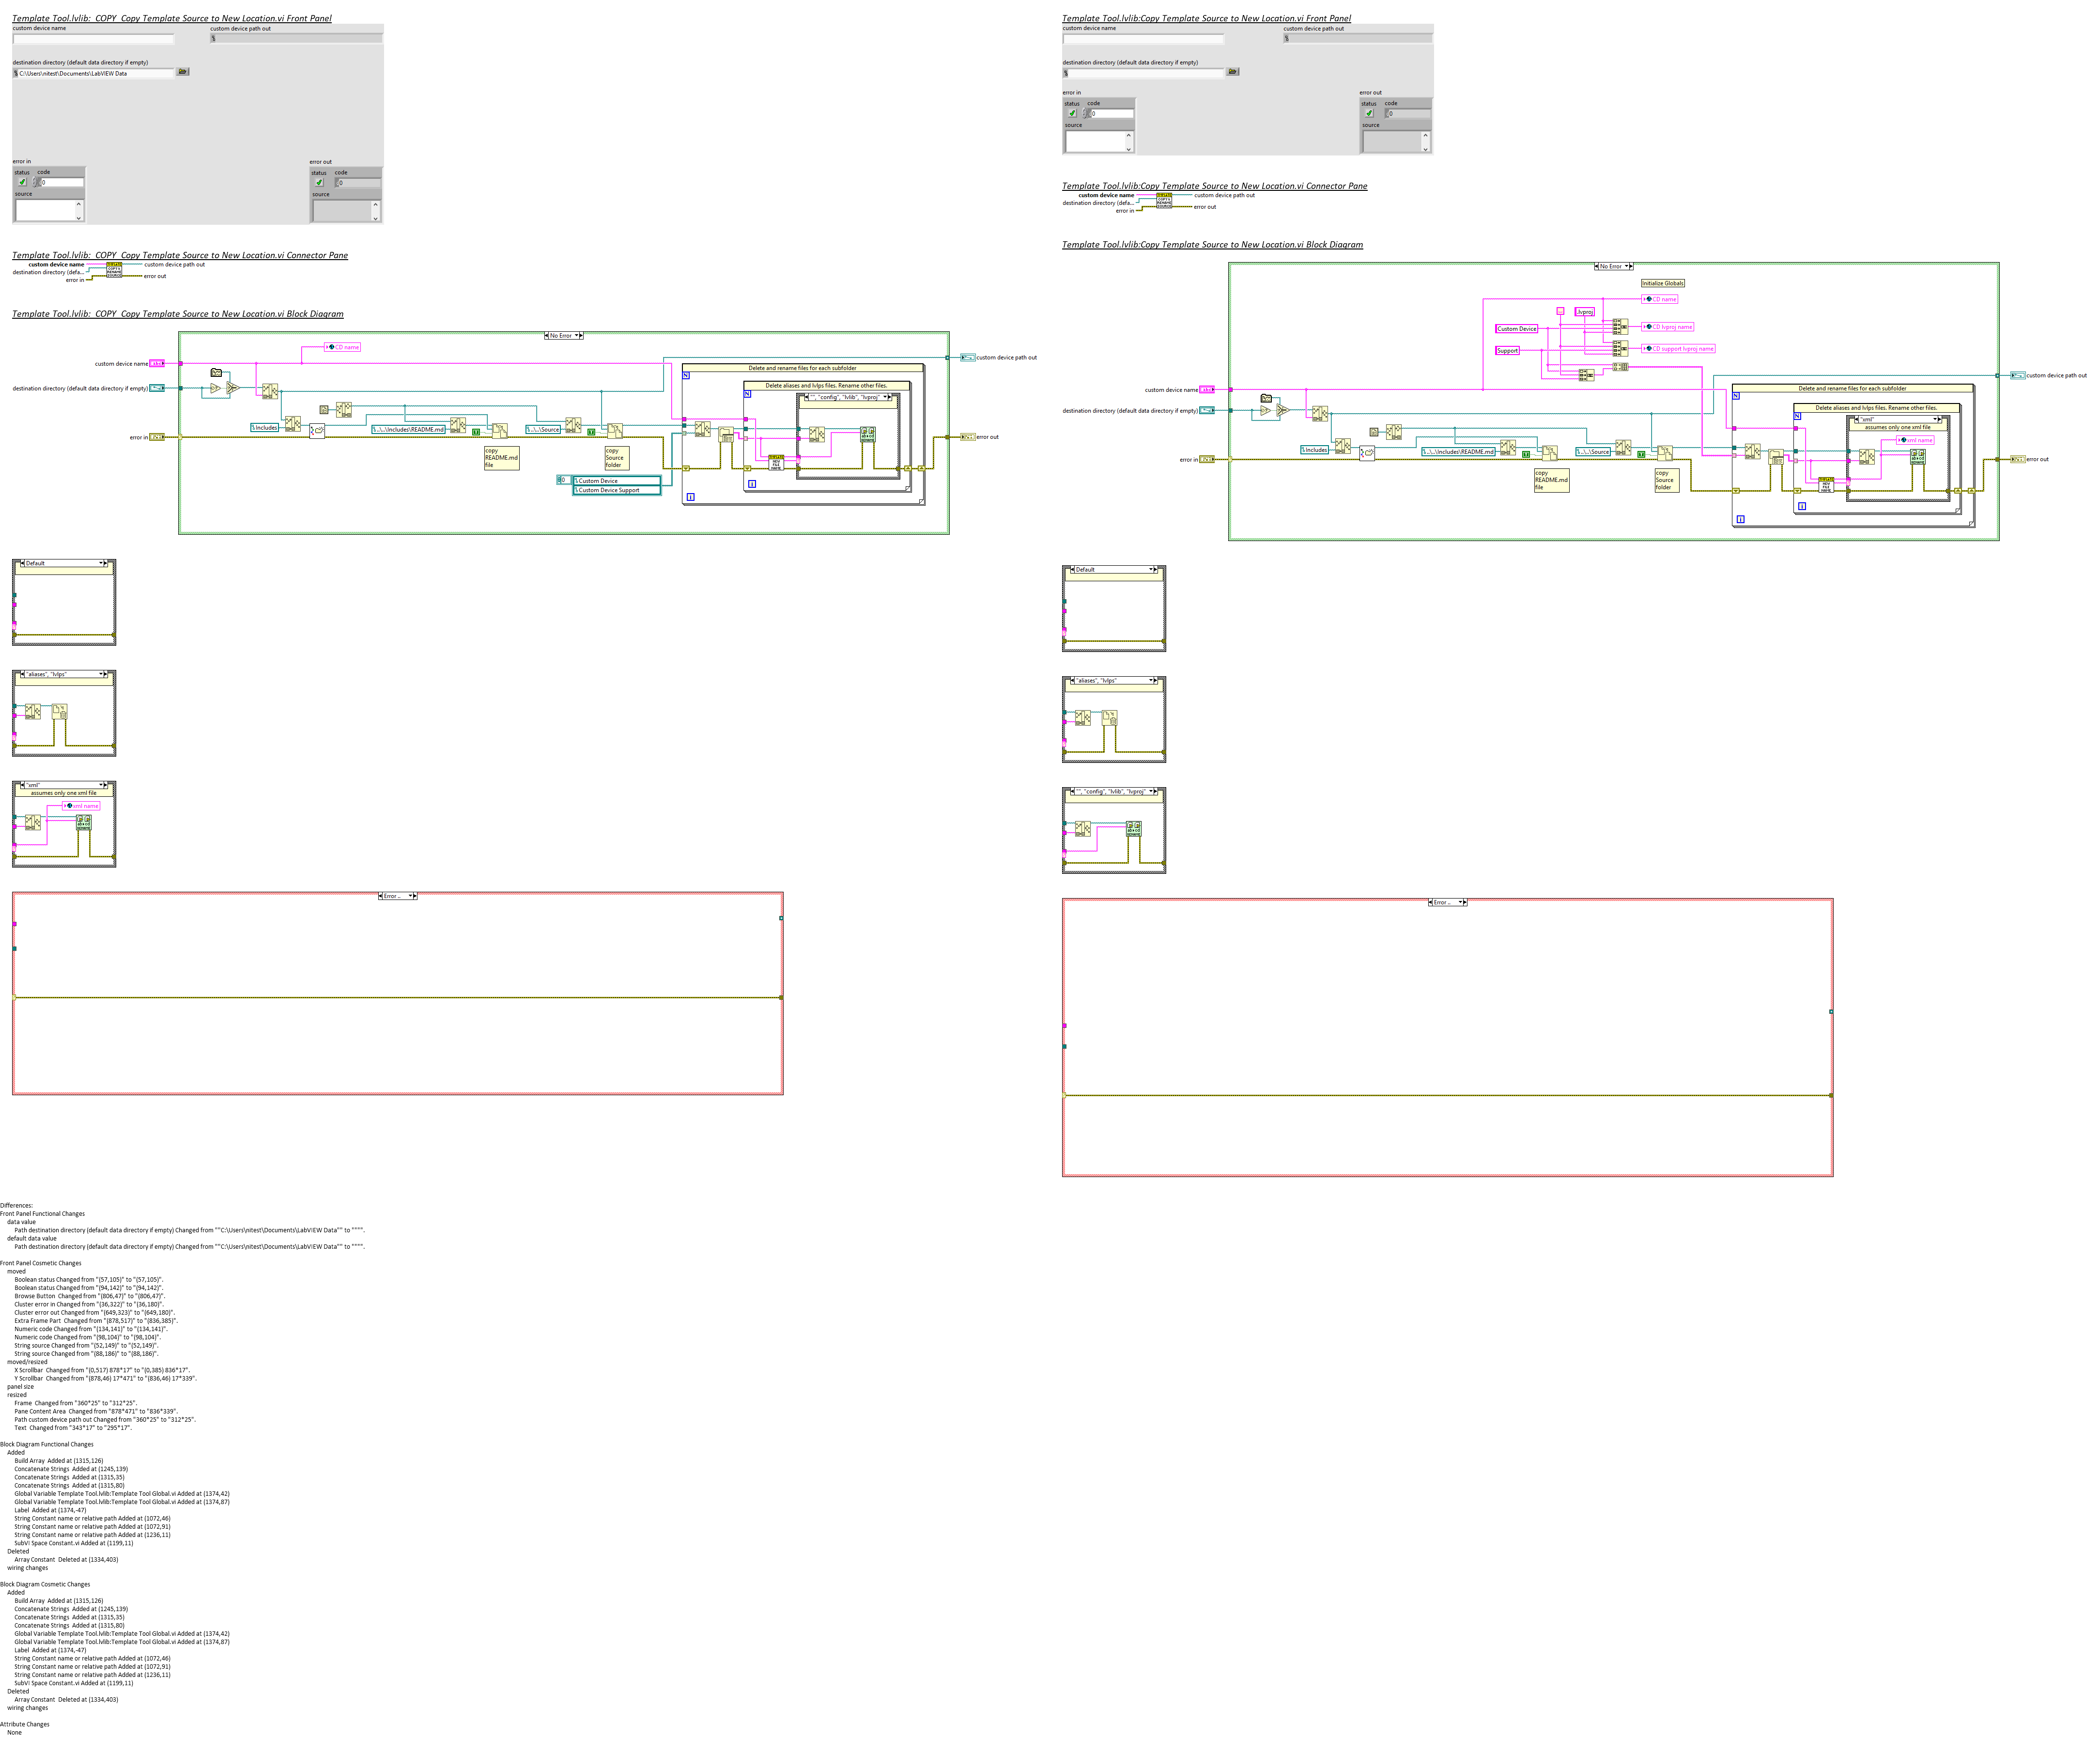 Template Tool.lvlib:_COPY_Copy Template Source to New Location.vi Front Panel
custom device name
custom device path out
destination directory (default data directory if empty)
C:\Users\nitest\Documents\LabVIEW Data
error in
status code
0
source
error out
status code
0
source
Template Tool.lvlib:_COPY_Copy Template Source to New Location.vi Connector Pane
custom device name
custom device path out
destination directory (defa...
error in
error out
Template Tool.lvlib:_COPY_Copy Template Source to New Location.vi Block Diagram
No Error
CD name
custom device name
custom device path out
destination directory (default data directory if empty)
Delete and rename files for each subfolder
Delete aliases and lvlps files. Rename other files.
"", "config", "lvlib", "lvproj"
Includes
..\..\Includes\README.md
..\..\Source
error in
error out
copy
README.md
file
copy
Source
folder
0
Custom Device
Custom Device Support
Default
"aliases", "lvlps"
"xml"
assumes only one xml file
xml name
Error
Template Tool.lvlib:Copy Template Source to New Location.vi Front Panel
custom device name
custom device path out
destination directory (default data directory if empty)
error in
status code
0
source
error out
status code
0
source
Template Tool.lvlib:Copy Template Source to New Location.vi Connector Pane
custom device name
custom device path out
destination directory (defa...
error in
error out
Template Tool.lvlib:Copy Template Source to New Location.vi Block Diagram
No Error
Initialize Globals
CD name
.lvproj
Custom Device
CD lvproj name
Support
CD support lvproj name
custom device path out
custom device name
Delete and rename files for each subfolder
destination directory (default data directory if empty)
Delete aliases and lvlps files. Rename other files.
"xml"
assumes only one xml file
xml name
Includes
..\..\Includes\README.md
..\..\Source
error in
error out
copy
README.md
file
copy
Source
folder
Default
"aliases", "lvlps"
"", "config", "lvlib", "lvproj"
Error
Differences:
Front Panel Functional Changes
data value
Path destination directory (default data directory if empty) Changed from ""C:\Users\nitest\Documents\LabVIEW Data"" to """".
default data value
Path destination directory (default data directory if empty) Changed from ""C:\Users\nitest\Documents\LabVIEW Data"" to """".
Front Panel Cosmetic Changes
moved
Boolean status Changed from "(57,105)" to "(57,105)".
Boolean status Changed from "(94,142)" to "(94,142)".
Browse Button  Changed from "(806,47)" to "(806,47)".
Cluster error in Changed from "(36,322)" to "(36,180)".
Cluster error out Changed from "(649,323)" to "(649,180)".
Extra Frame Part  Changed from "(878,517)" to "(836,385)".
Numeric code Changed from "(134,141)" to "(134,141)".
Numeric code Changed from "(98,104)" to "(98,104)".
String source Changed from "(52,149)" to "(52,149)".
String source Changed from "(88,186)" to "(88,186)".
moved/resized
X Scrollbar  Changed from "(0,517) 878*17" to "(0,385) 836*17".
Y Scrollbar  Changed from "(878,46) 17*471" to "(836,46) 17*339".
panel size
resized
Frame  Changed from "360*25" to "312*25".
Pane Content Area  Changed from "878*471" to "836*339".
Path custom device path out Changed from "360*25" to "312*25".
Text  Changed from "343*17" to "295*17".
Block Diagram Functional Changes
Added
Build Array  Added at (1315,126)
Concatenate Strings  Added at (1245,139)
Concatenate Strings  Added at (1315,35)
Concatenate Strings  Added at (1315,80)
Global Variable Template Tool.lvlib:Template Tool Global.vi Added at (1374,42)
Global Variable Template Tool.lvlib:Template Tool Global.vi Added at (1374,87)
Label  Added at (1374,-47)
String Constant name or relative path Added at (1072,46)
String Constant name or relative path Added at (1072,91)
String Constant name or relative path Added at (1236,11)
SubVI Space Constant.vi Added at (1199,11)
Deleted
Array Constant  Deleted at (1334,403)
wiring changes
Block Diagram Cosmetic Changes
Added
Build Array  Added at (1315,126)
Concatenate Strings  Added at (1245,139)
Concatenate Strings  Added at (1315,35)
Concatenate Strings  Added at (1315,80)
Global Variable Template Tool.lvlib:Template Tool Global.vi Added at (1374,42)
Global Variable Template Tool.lvlib:Template Tool Global.vi Added at (1374,87)
Label  Added at (1374,-47)
String Constant name or relative path Added at (1072,46)
String Constant name or relative path Added at (1072,91)
String Constant name or relative path Added at (1236,11)
SubVI Space Constant.vi Added at (1199,11)
Deleted
Array Constant  Deleted at (1334,403)
wiring changes
Attribute Changes
None